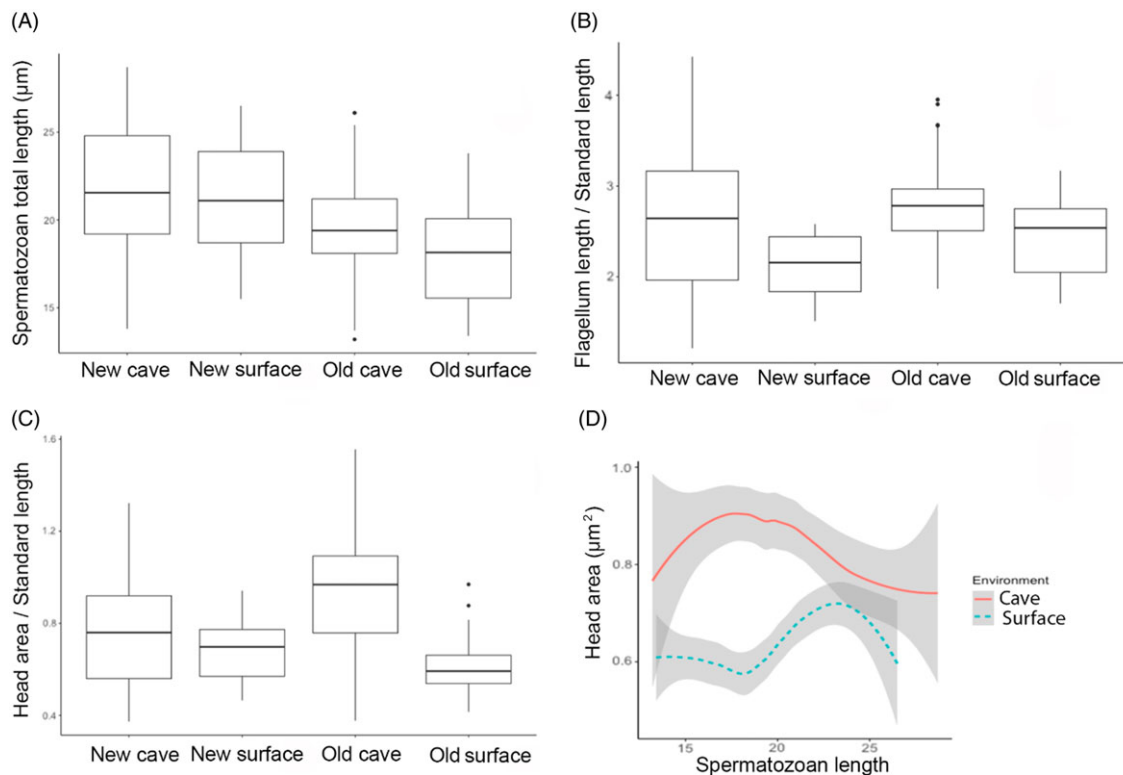 (A)
Spermatozoan total length (µm)
25
20
15
New cave New surface Old cave Old surface
(B)
Flagellum length / Standard length
4
3
2
New cave New surface Old cave Old surface
(C)
Head area / Standard length
1.6
1.2
0.8
0.4
New cave New surface Old cave Old surface
(D)
Head area (µm²)
1.0
0.8
0.6
15 20 25
Spermatozoan length
Environment
Cave
Surface